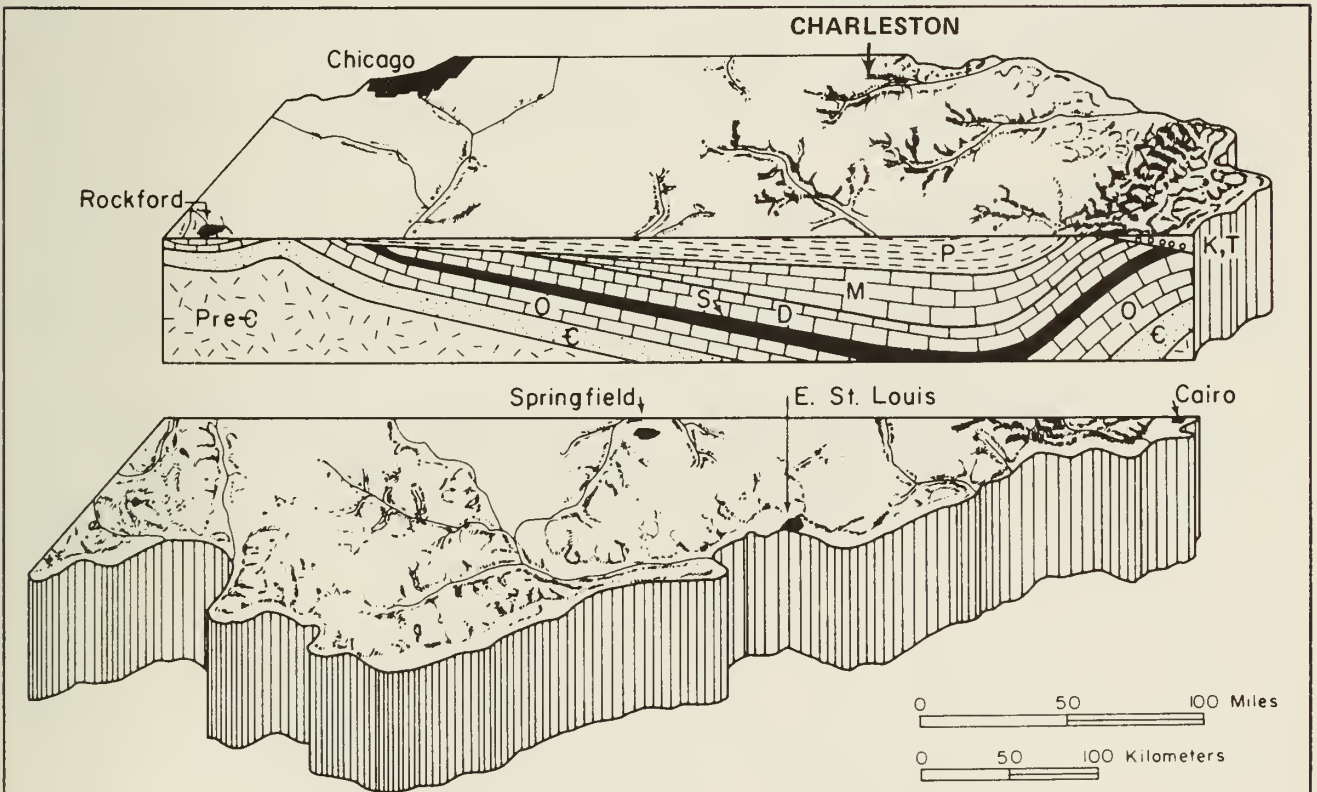 CHARLESTON
Chicago
Rockford
K, T
P
M
S
D
O
O
Pre-Ꞓ
Ꞓ
Ꞓ
Springfield
E. St. Louis
Cairo
0 50 100 Miles
0 50 100 Kilometers